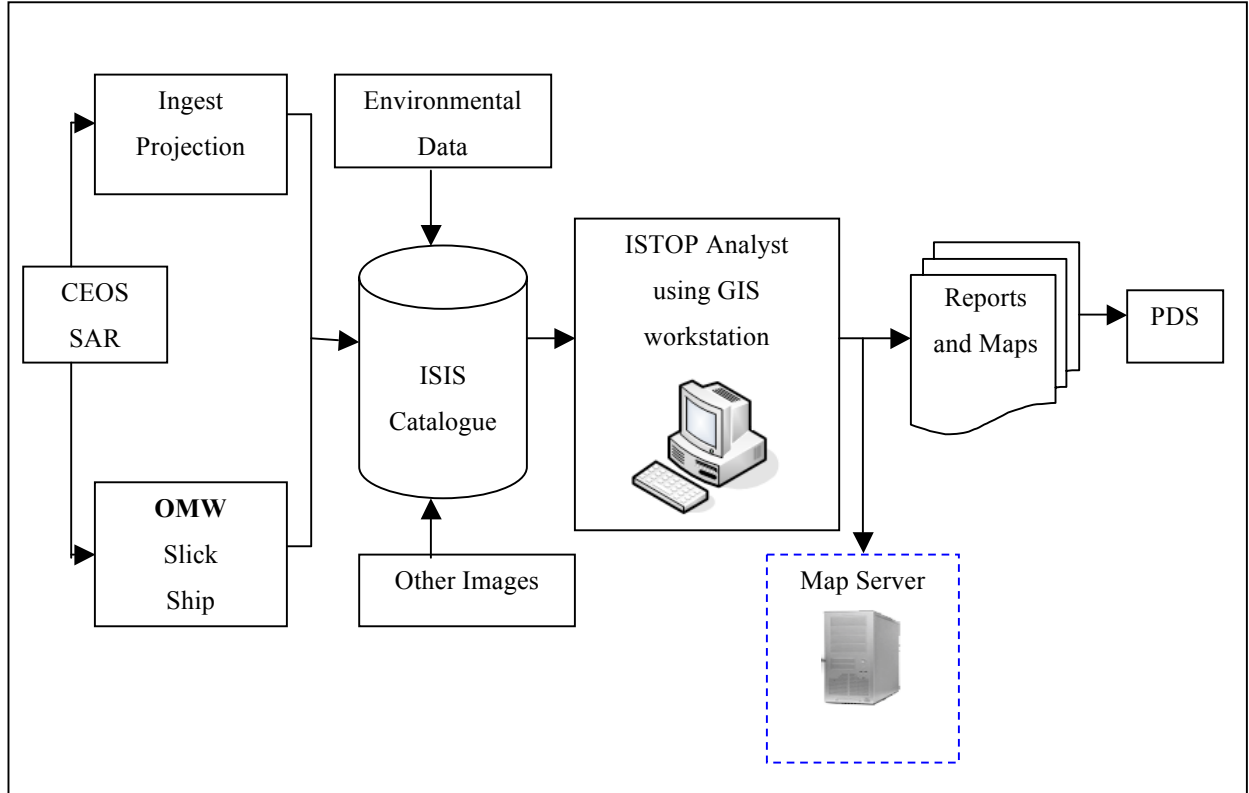 Ingest
Projection
Environmental
Data
CEOS
SAR
ISIS
Catalogue
OMW
Slick
Ship
Other Images
ISTOP Analyst
using GIS
workstation
Reports
and Maps
PDS
Map Server